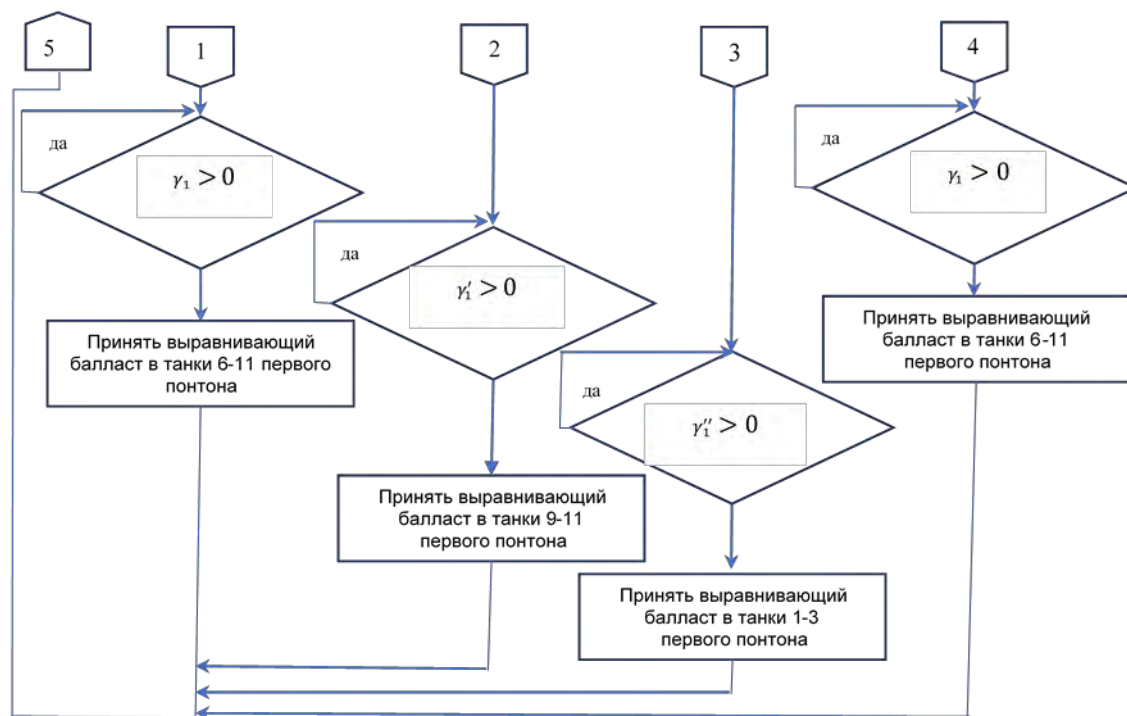 5
1
2
3
4
да
γ₁ > 0
да
γ₁ > 0
да
γ₁′ > 0
Принять выравнивающий
балласт в танки 6-11 первого
понтона
Принять выравнивающий
балласт в танки 6-11
первого понтона
да
γ₁″ > 0
Принять выравнивающий
балласт в танки 9-11
первого понтона
Принять выравнивающий
балласт в танки 1-3
первого понтона